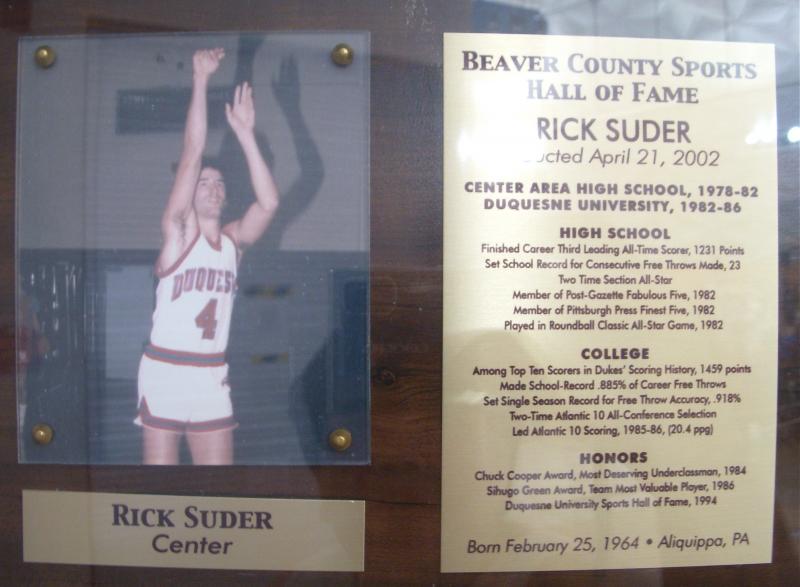 DUQUES
4
RICK SUDER
Center
BEAVER COUNTY SPORTS
HALL OF FAME
RICK SUDER
ucted April 21, 2002
CENTER AREA HIGH SCHOOL, 1978-82
DUQUESNE UNIVERSITY, 1982-86
HIGH SCHOOL
Finished Career Third Leading All-Time Scorer, 1231 Points
Set School Record for Consecutive Free Throws Made, 23
Two Time Section All-Star
Member of Post-Gazette Fabulous Five, 1982
Member of Pittsburgh Press Finest Five, 1982
Played in Roundball Classic All-Star Game, 1982
COLLEGE
Among Top Ten Scorers in Dukes' Scoring History, 1459 points
Made School-Record .885% of Career Free Throws
Set Single Season Record for Free Throw Accuracy, .918%
Two-Time Atlantic 10 All-Conference Selection
Led Atlantic 10 Scoring, 1985-86, (20.4 ppg)
HONORS
Chuck Cooper Award, Most Deserving Underclassman, 1984
Sihugo Green Award, Team Most Valuable Player, 1986
Duquesne University Sports Hall of Fame, 1994
Born February 25, 1964 • Aliquippa, PA